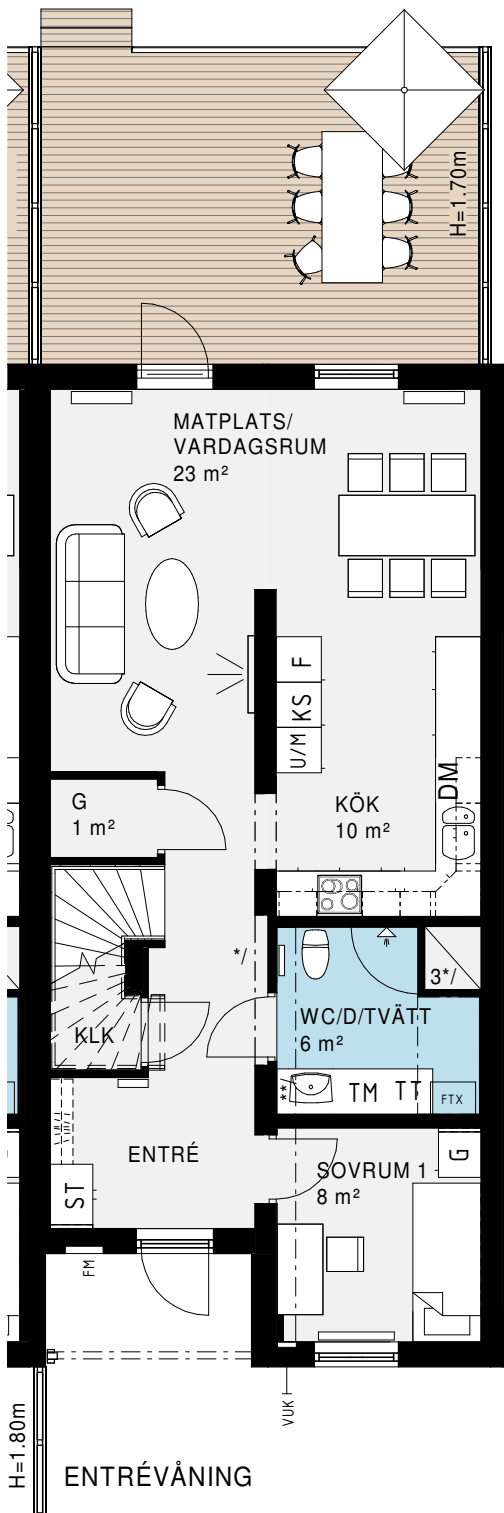 H=1.70m
MATPLATS/
VARDAGSRUM
23 m²
F
KS
U/M
DM
G
1 m²
KÖK
10 m²
*/
3*/
KLK
WC/D/TVÄTT
6 m²
**/
TM
TT
FTX
ENTRÉ
ST
SOVRUM 1
8 m²
G
FM
VUK
H=1.80m
ENTRÉVÅNING